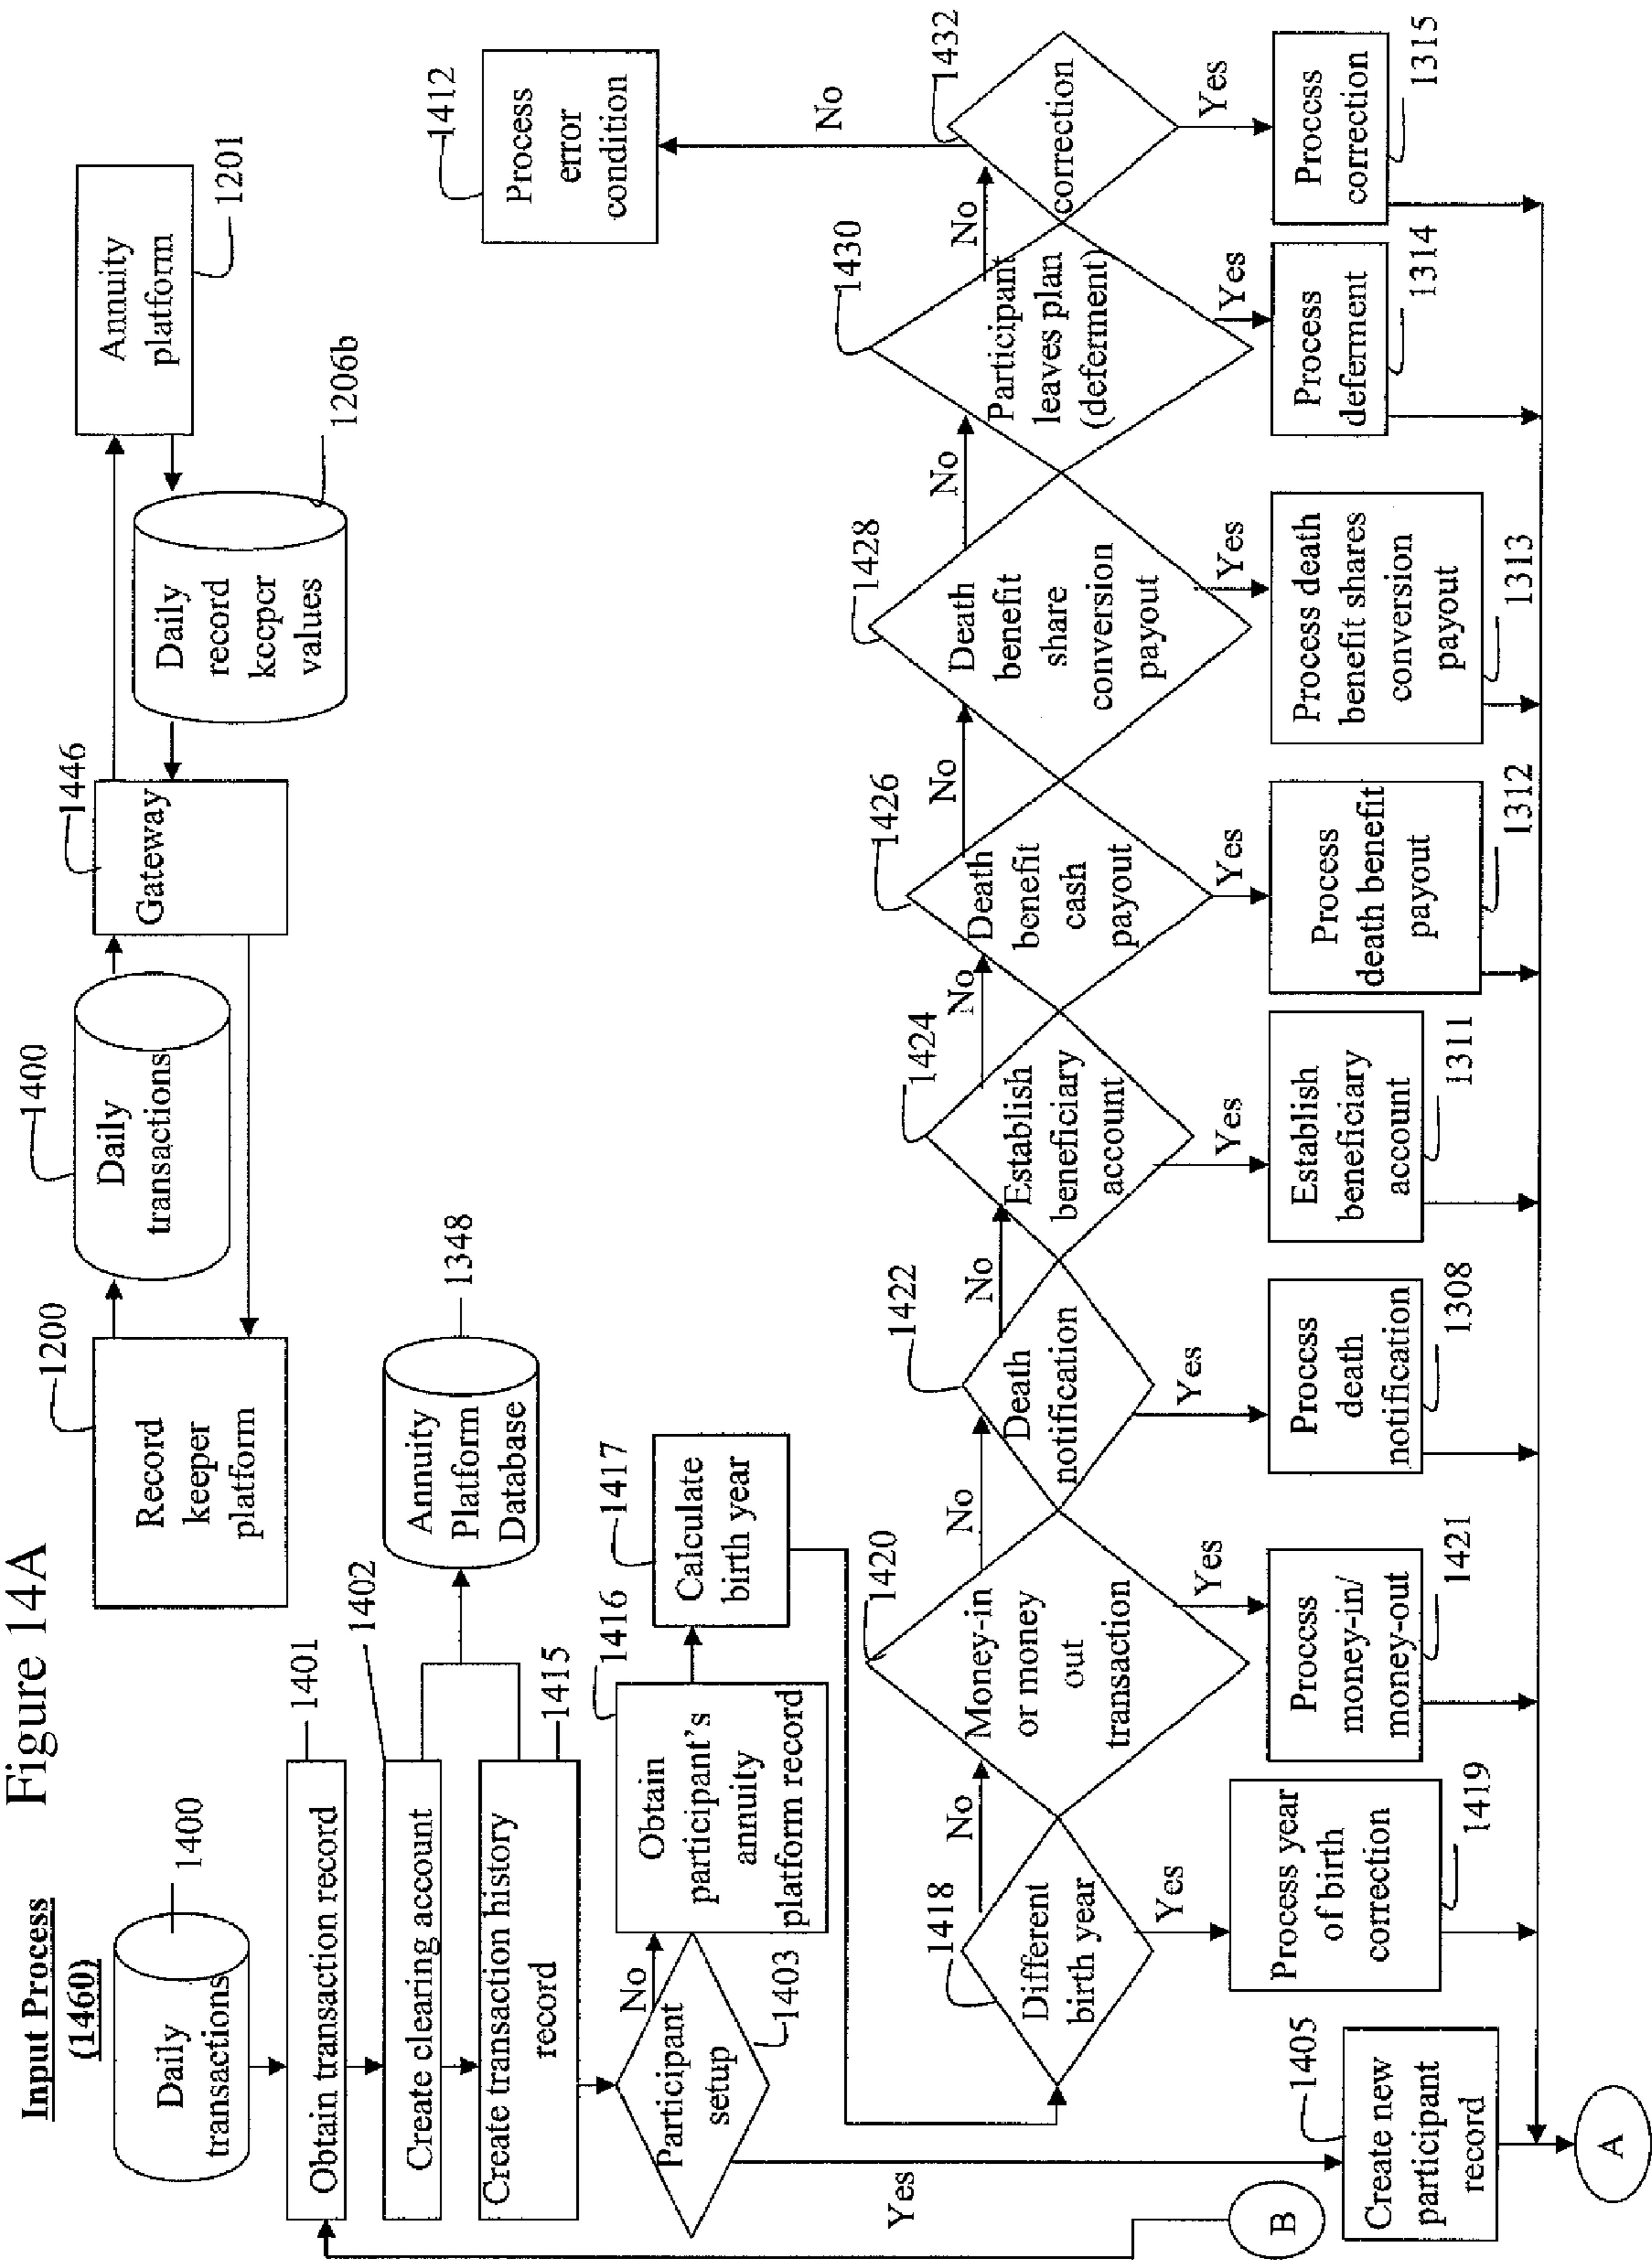 Figure 14A
Input Process
(1460)
Daily
transactions
1400
Obtain transaction record
1401
Create clearing account
1402
Create transaction history
record
1415
Annuity
Platform
Database
1348
Record
keeper
platform
1200
Daily
transactions
1400
Gateway
1446
Daily
record
keeper
values
1206b
Annuity
platform
1201
Participant
setup
1403
No
Yes
Obtain
participant's
annuity
platform record
1416
Calculate
birth year
1417
Different
birth year
1418
No
Yes
Process year
of birth
correction
1419
Money-in
or money
out
transaction
1420
No
Yes
Process
money-in/
money-out
1421
Death
notification
1422
No
Yes
Process
death
notification
1308
Establish
beneficiary
account
1424
No
Yes
Establish
beneficiary
account
1311
Death
benefit
cash
payout
1426
No
Yes
Process
death benefit
payout
1312
Death
benefit
share
conversion
payout
1428
No
Yes
Process death
benefit shares
conversion
payout
1313
Participant
leaves plan
(deferment)
1430
No
Yes
Process
deferment
1314
correction
1432
No
Yes
Process
correction
1315
Process
error
condition
1412
Create new
participant
record
1405
B
A